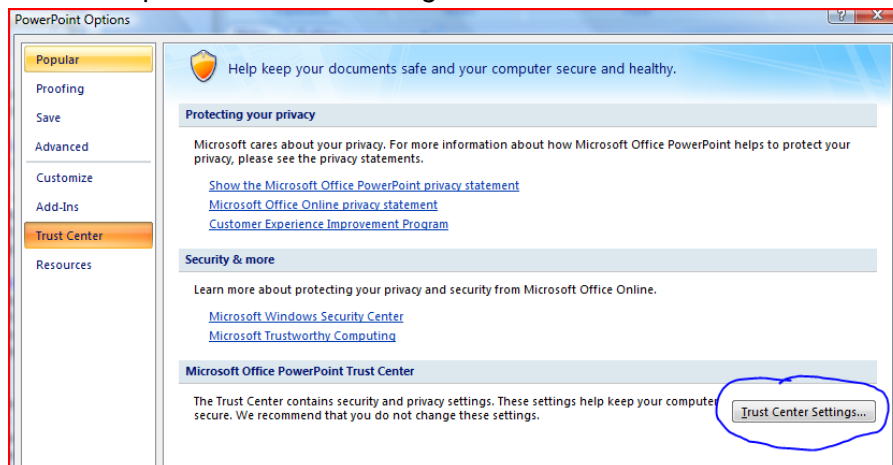 PowerPoint Options
?
X
Popular
Proofing
Save
Advanced
Customize
Add-Ins
Trust Center
Resources
Help keep your documents safe and your computer secure and healthy.
Protecting your privacy
Microsoft cares about your privacy. For more information about how Microsoft Office PowerPoint helps to protect your
privacy, please see the privacy statements.
Show the Microsoft Office PowerPoint privacy statement
Microsoft Office Online privacy statement
Customer Experience Improvement Program
Security & more
Learn more about protecting your privacy and security from Microsoft Office Online.
Microsoft Windows Security Center
Microsoft Trustworthy Computing
Microsoft Office PowerPoint Trust Center
The Trust Center contains security and privacy settings. These settings help keep your computer
secure. We recommend that you do not change these settings.
Trust Center Settings...